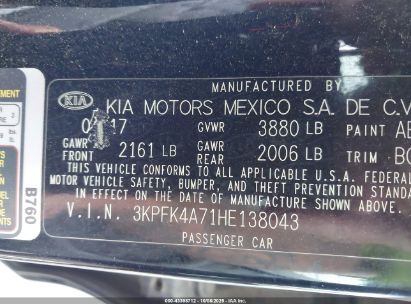 MANUFACTURED BY
KIA KIA MOTORS MEXICO S.A. DE C.V
GVWR 3880 LB PAINT
GAWR FRONT 2161 LB GAWR REAR 2006 LB TRIM
THIS VEHICLE CONFORMS TO ALL APPLICABLE U.S.A. FEDERAL
MOTOR VEHICLE SAFETY, BUMPER, AND THEFT PREVENTION STANDARD
IN EFFECT ON THE DATE OF MANUFACTURE SHOWN ABOVE.
V.I.N. 3KPFK4A71HE138043
PASSENGER CAR
B760